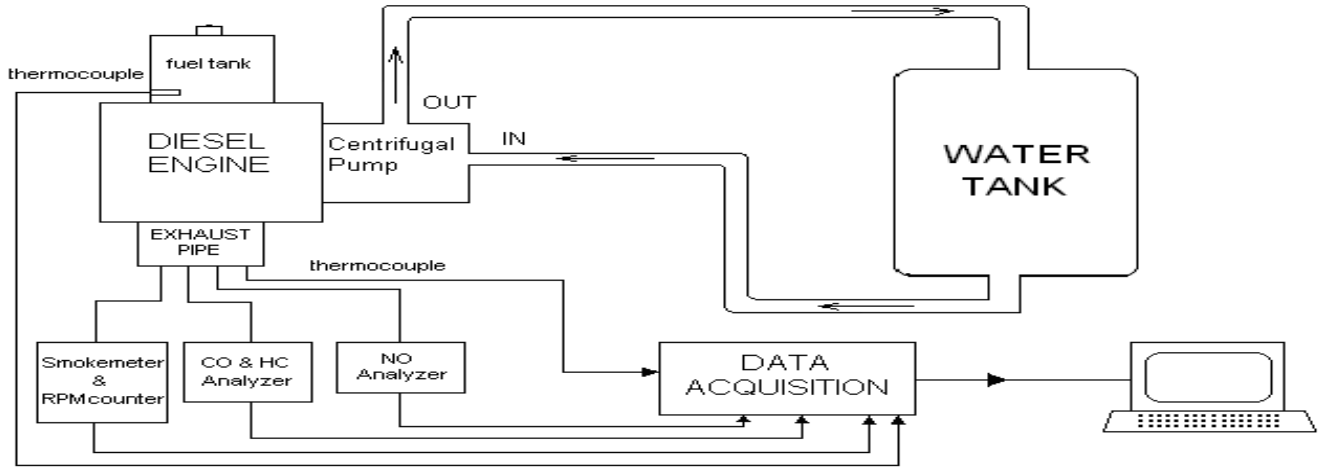 fuel tank
thermocouple
OUT
DIESEL
ENGINE
Centrifugal
Pump
IN
WATER
TANK
EXHAUST
PIPE
thermocouple
Smokemeter
&
RPMcounter
CO & HC
Analyzer
NO
Analyzer
DATA
ACQUISITION